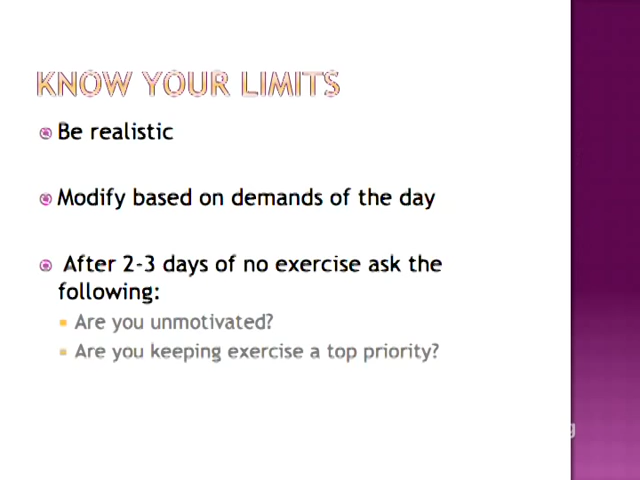 KNOW YOUR LIMITS
Be realistic
Modify based on demands of the day
After 2-3 days of no exercise ask the
following:
Are you unmotivated?
Are you keeping exercise a top priority?